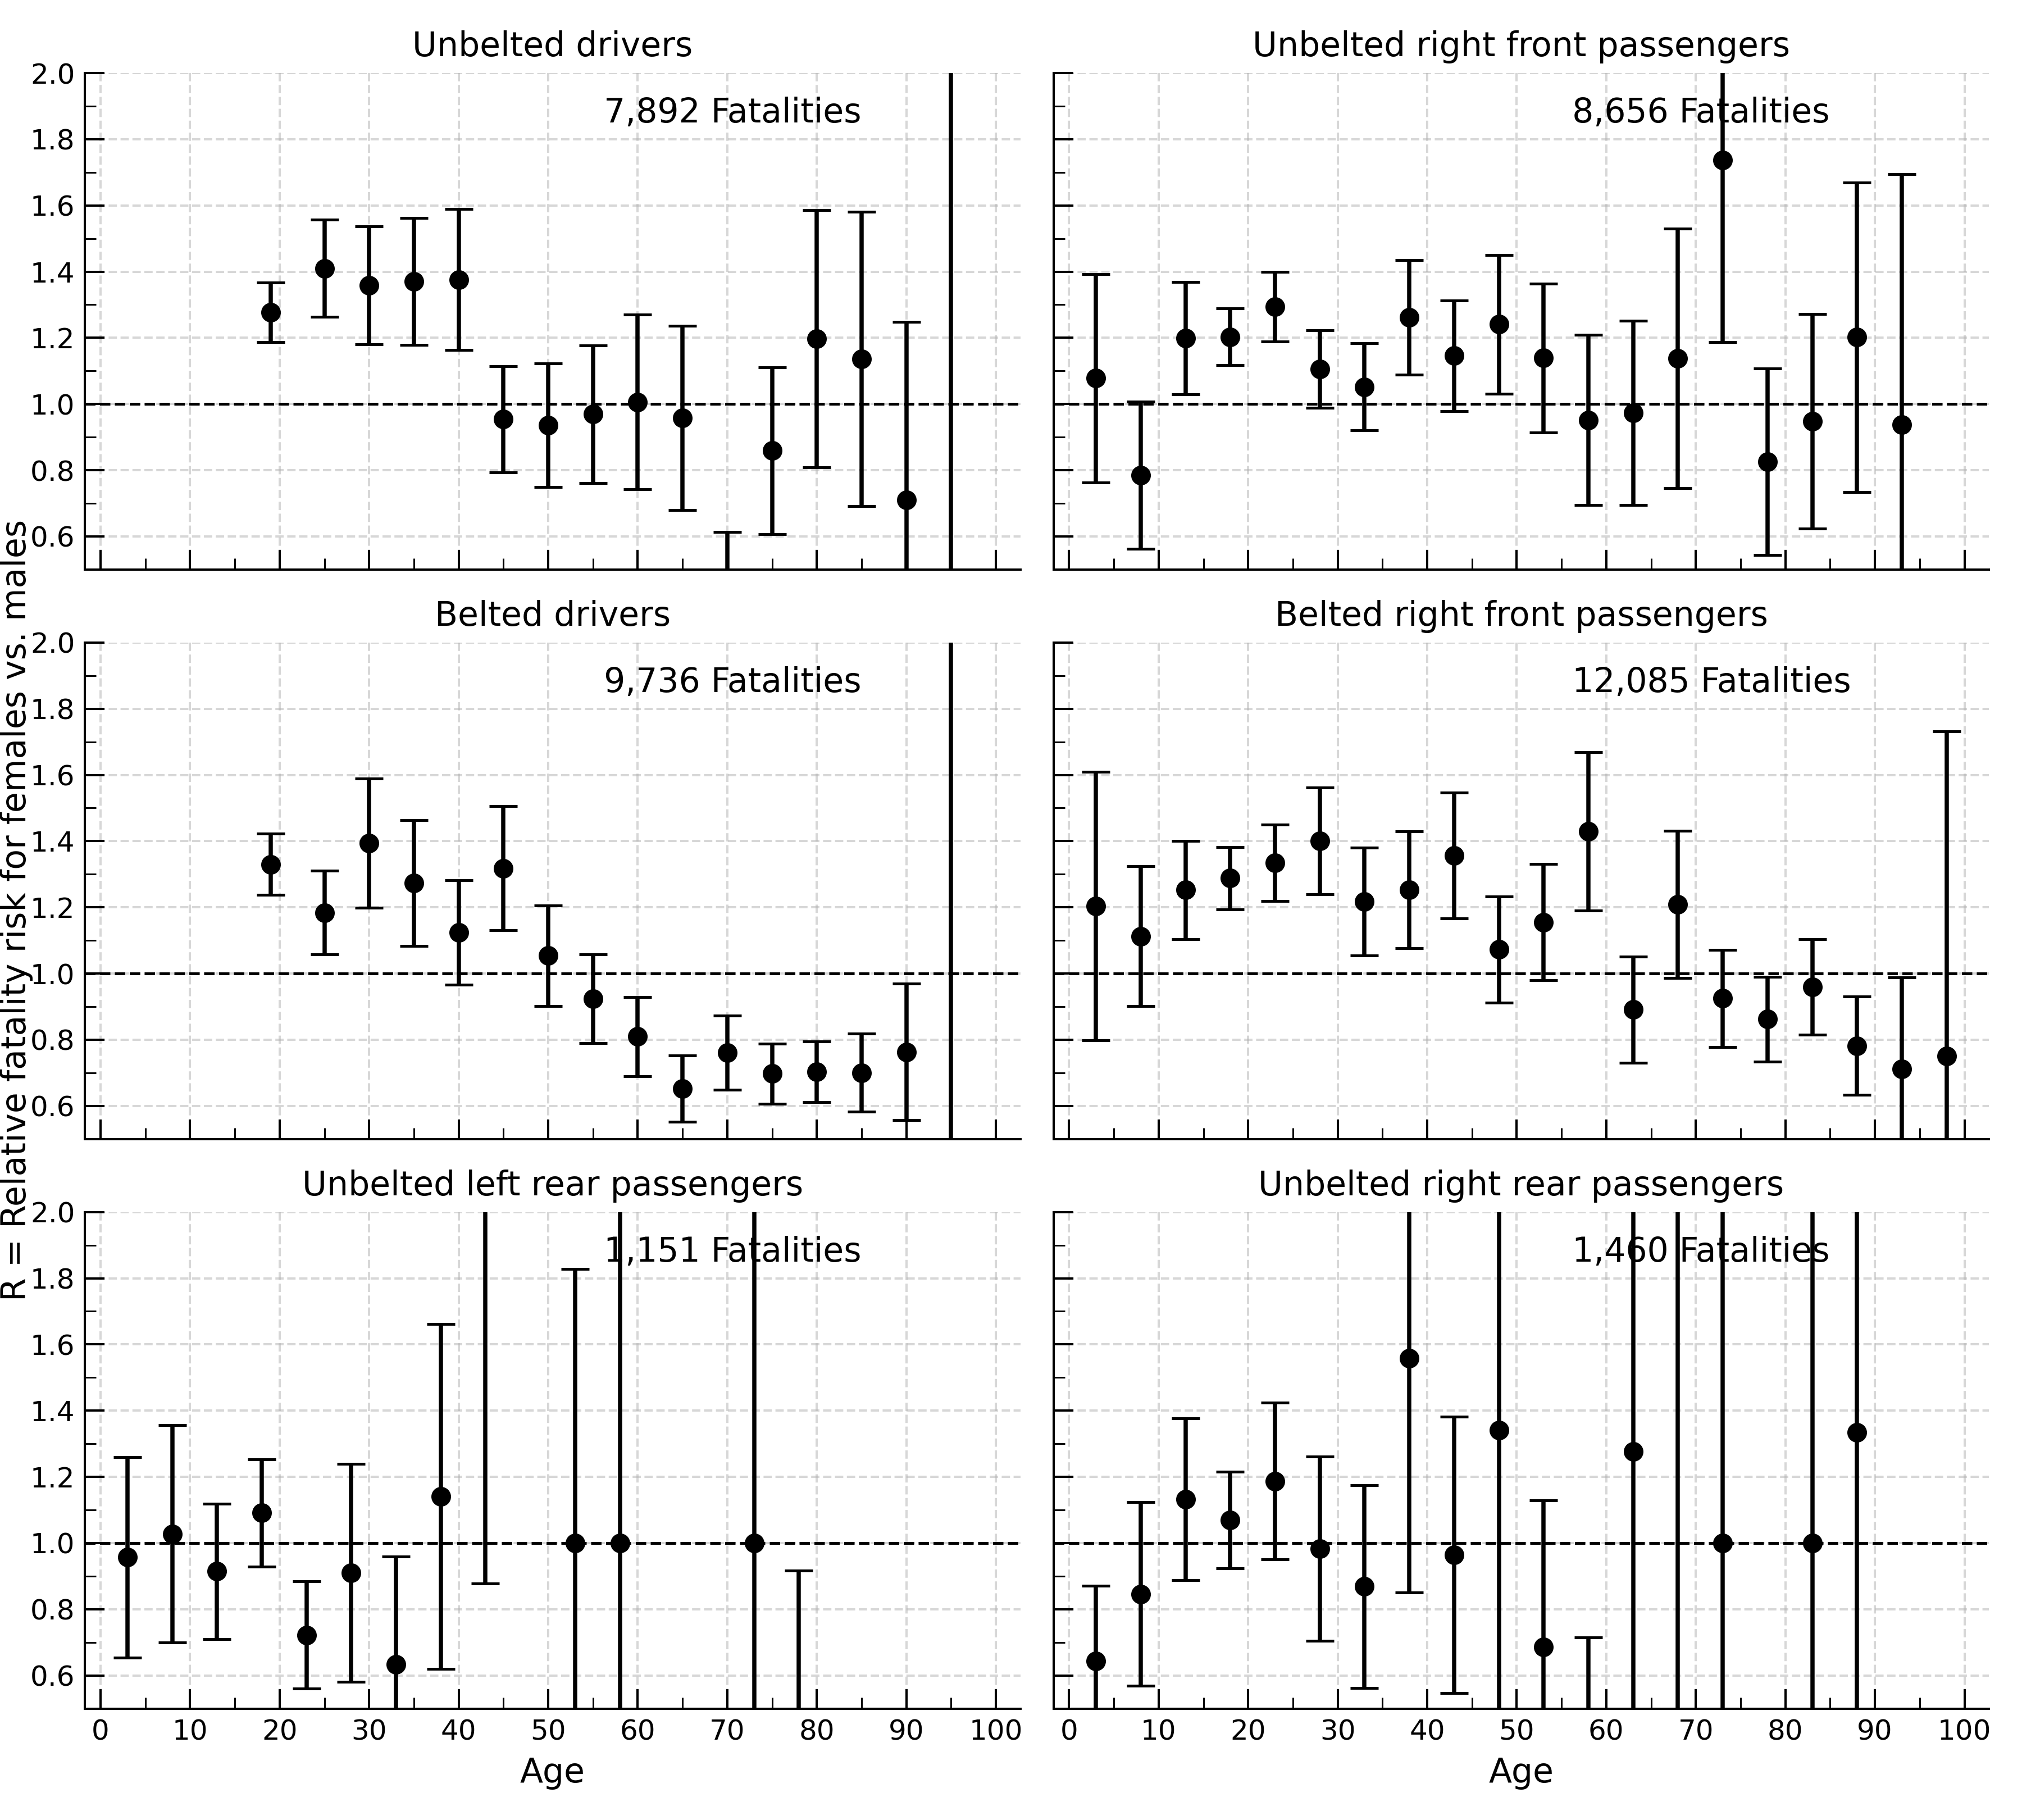 Unbelted drivers
7,892 Fatalities
2.0
1.8
1.6
1.4
1.2
1.0
0.8
0.6
Unbelted right front passengers
8,656 Fatalities
Belted drivers
9,736 Fatalities
2.0
1.8
1.6
1.4
1.2
1.0
0.8
0.6
Belted right front passengers
12,085 Fatalities
R = Relative fatality risk for females vs. males
Unbelted left rear passengers
1,151 Fatalities
2.0
1.8
1.6
1.4
1.2
1.0
0.8
0.6
0 10 20 30 40 50 60 70 80 90 100
Age
Unbelted right rear passengers
1,460 Fatalities
0 10 20 30 40 50 60 70 80 90 100
Age